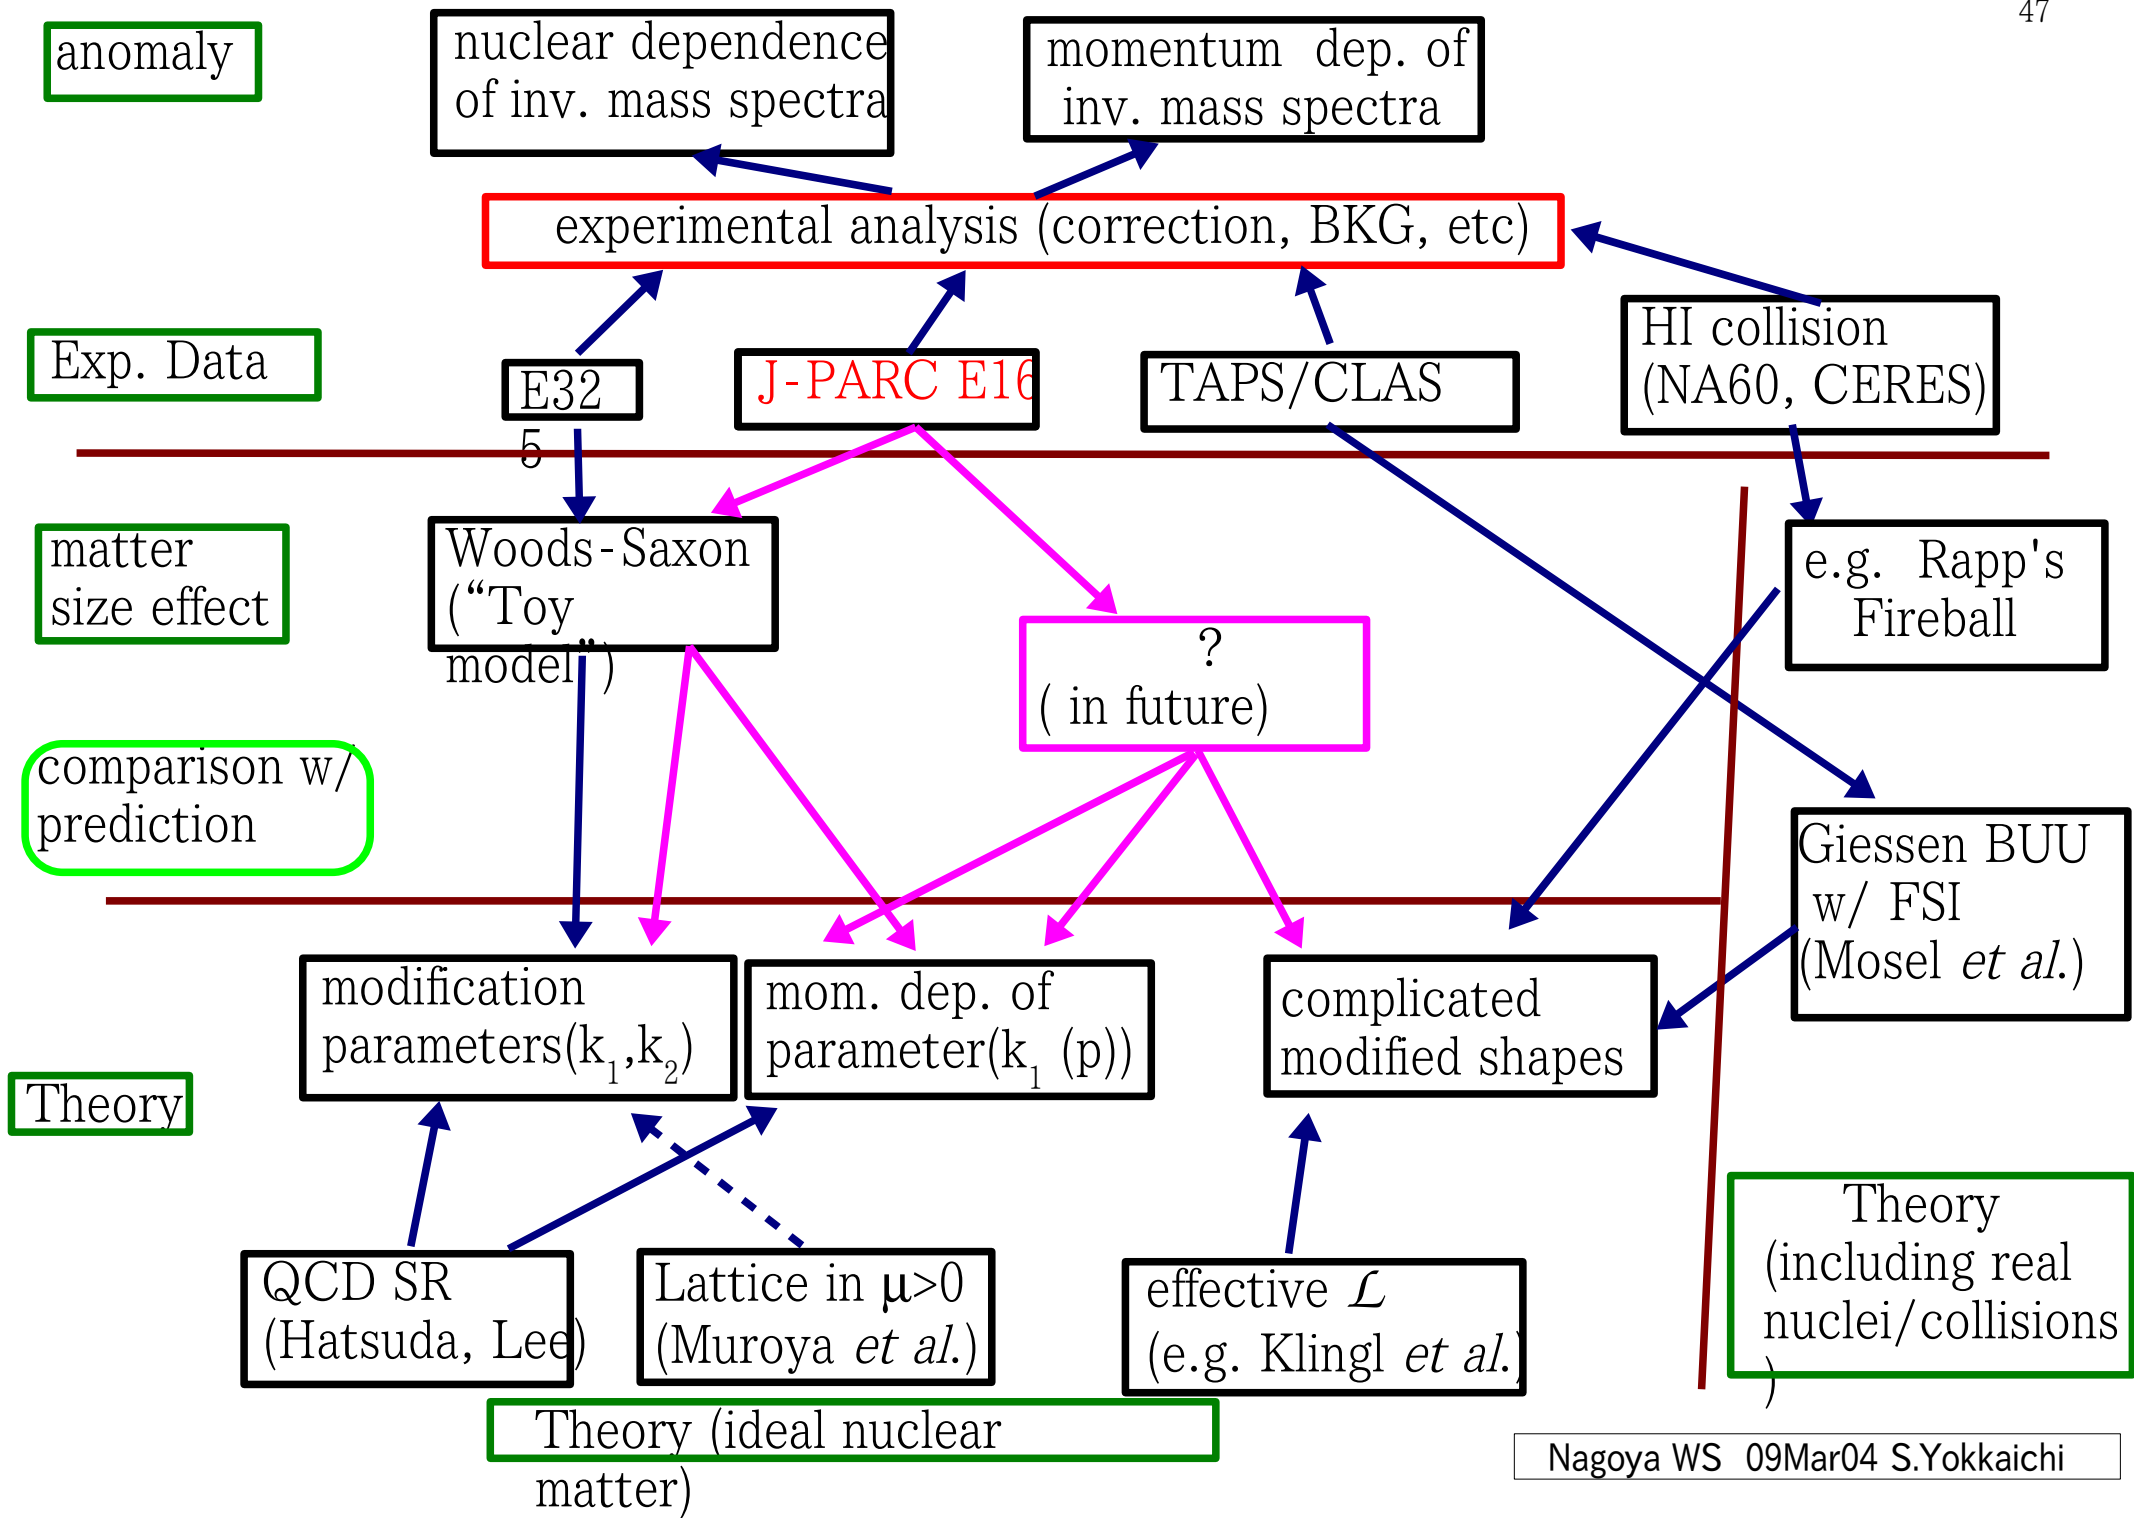 47
anomaly
nuclear dependence
of inv. mass spectra
momentum dep. of
inv. mass spectra
experimental analysis (correction, BKG, etc)
Exp. Data
E32
5
J-PARC E16
TAPS/CLAS
HI collision
(NA60, CERES)
matter
size effect
Woods-Saxon
(“Toy
model”)
?
( in future)
e.g. Rapp's
Fireball
comparison w/
prediction
Giessen BUU
w/ FSI
(Mosel et al.)
modification
parameters(k₁,k₂)
mom. dep. of
parameter(k₁ (p))
complicated
modified shapes
Theory
QCD SR
(Hatsuda, Lee)
Lattice in μ>0
(Muroya et al.)
effective ℒ
(e.g. Klingl et al.)
Theory
(including real
nuclei/collisions
)
Theory (ideal nuclear
matter)
Nagoya WS 09Mar04 S.Yokkaichi